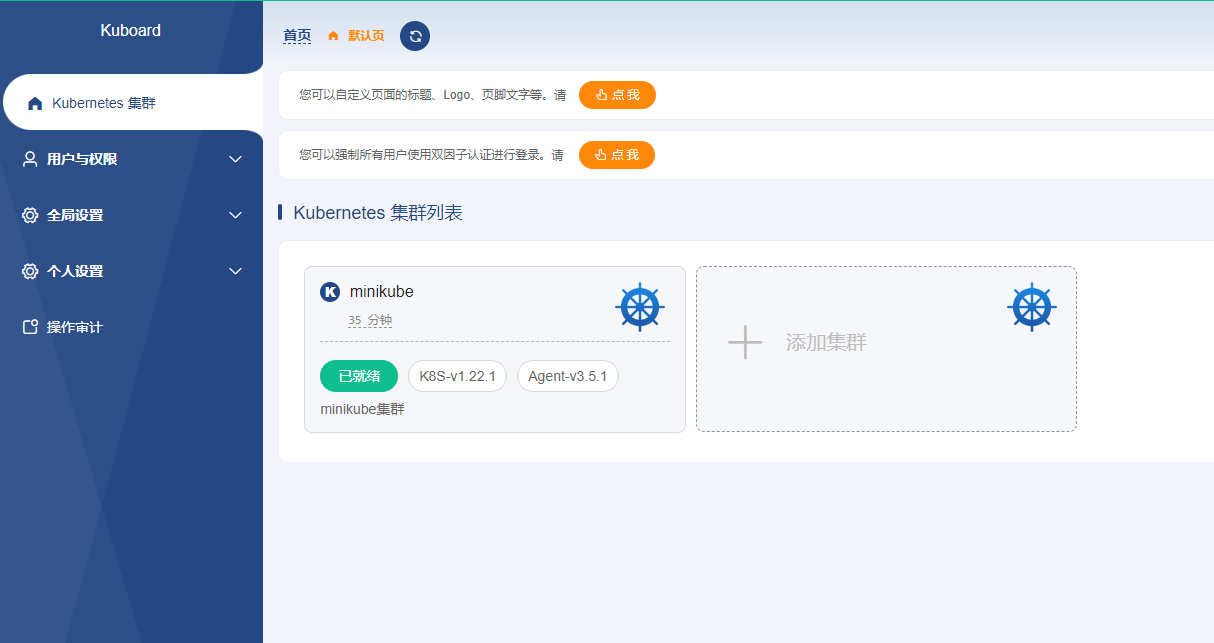 Kuboard
首页 默认页
Kubernetes 集群
用户与权限
全局设置
个人设置
操作审计
您可以自定义页面的标题、Logo、页脚文字等。请 点 我
您可以强制所有用户使用双因子认证进行登录。请 点 我
Kubernetes 集群列表
K minikube
35 分钟
已就绪 K8S-v1.22.1 Agent-v3.5.1
minikube集群
添加集群